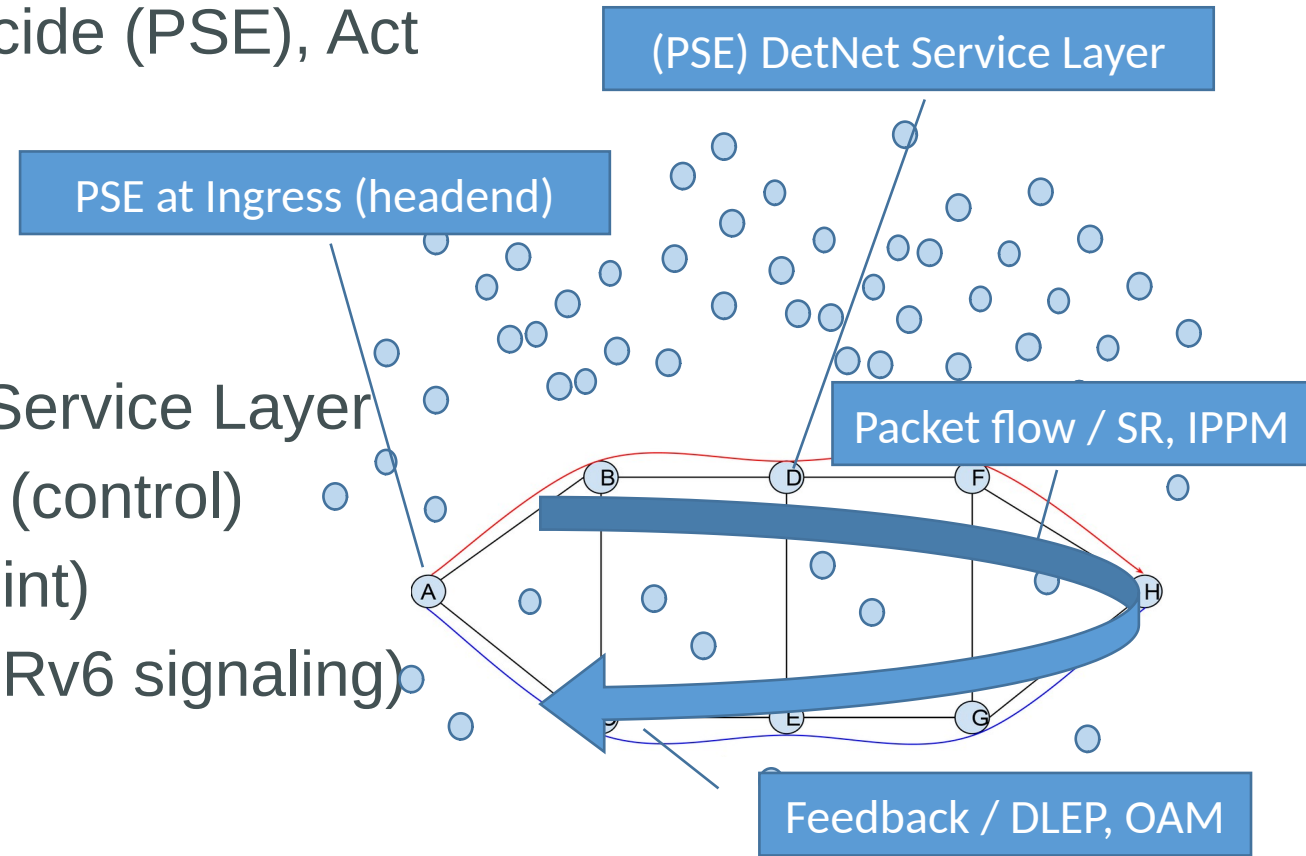 cide (PSE), Act
(PSE) DetNet Service Layer
PSE at Ingress (headend)
Service Layer
Packet flow / SR, IPPM
(control)
B
D
F
int)
A
H
Rv6 signaling)
E
G
Feedback / DLEP, OAM